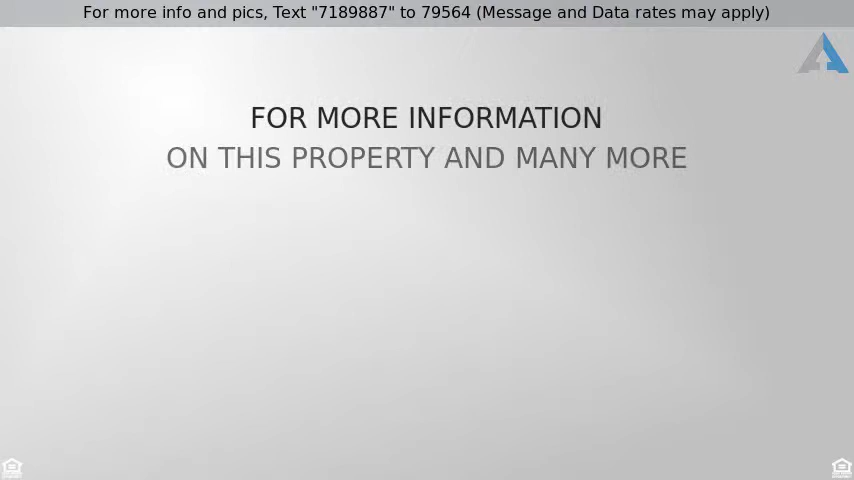 For more info and pics, Text "7189887" to 79564 (Message and Data rates may apply)
FOR MORE INFORMATION
ON THIS PROPERTY AND MANY MORE